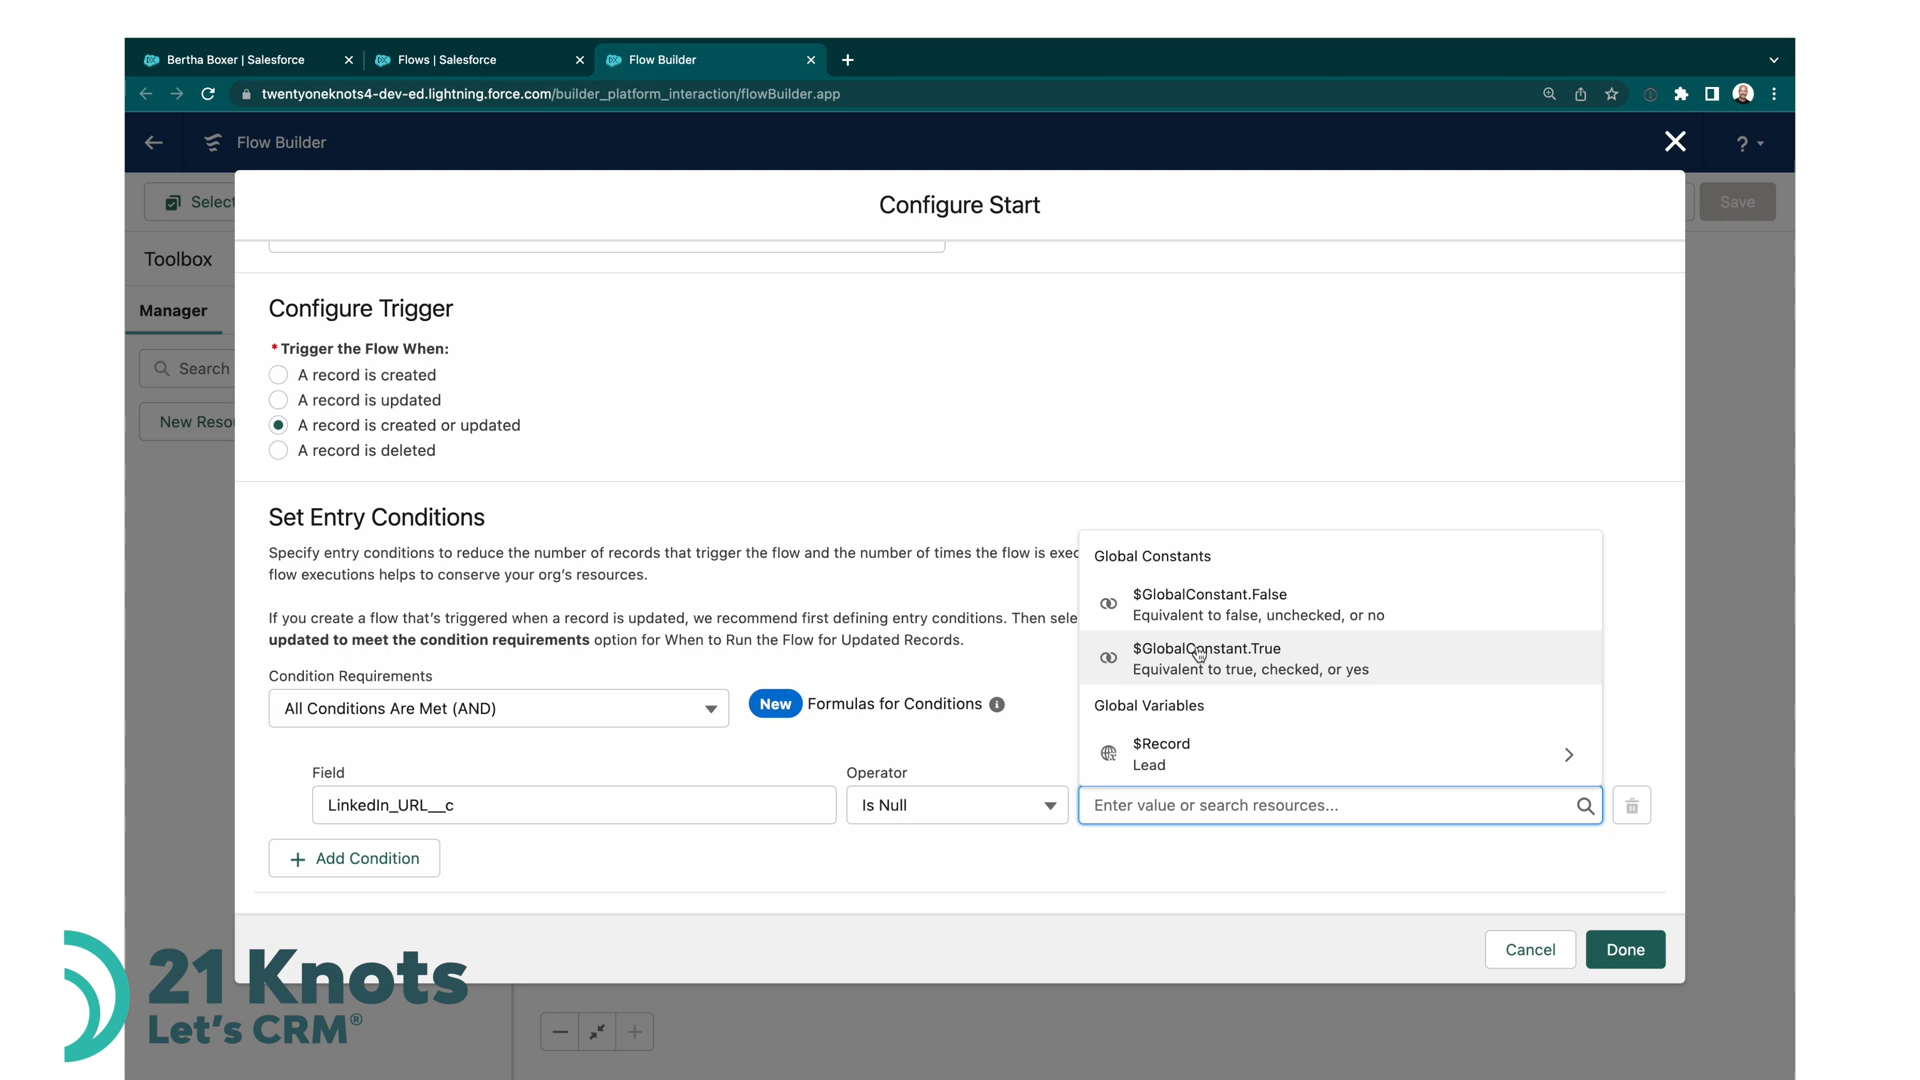 Bertha Boxer | Salesforce
Flows | Salesforce
Flow Builder
twentyoneknots4-dev-ed.lightning.force.com/builder_platform_interaction/flowBuilder.app
Flow Builder
?
Select
Save
Configure Start
Toolbox
Manager
Search
New Resou
Configure Trigger
* Trigger the Flow When:
A record is created
A record is updated
A record is created or updated
A record is deleted
Set Entry Conditions
Specify entry conditions to reduce the number of records that trigger the flow and the number of times the flow is exec
flow executions helps to conserve your org's resources.
If you create a flow that's triggered when a record is updated, we recommend first defining entry conditions. Then sele
updated to meet the condition requirements option for When to Run the Flow for Updated Records.
Condition Requirements
All Conditions Are Met (AND)
New Formulas for Conditions
Global Constants
$GlobalConstant.False
Equivalent to false, unchecked, or no
$GlobalConstant.True
Equivalent to true, checked, or yes
Global Variables
$Record
Lead
Field
Operator
LinkedIn_URL__c
Is Null
Enter value or search resources...
+ Add Condition
Cancel
Done
21 Knots
Let's CRM®